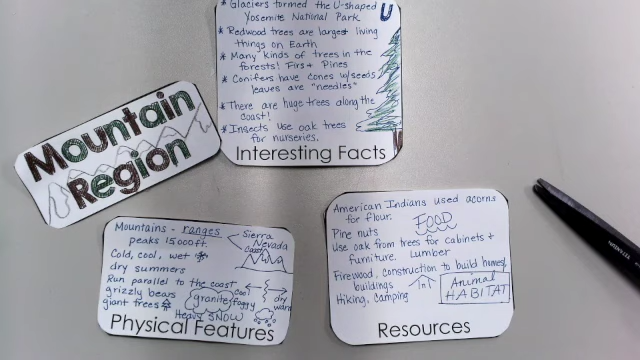 * Glaciers formed the U-shaped
Yosemite National Park
U
* Redwood trees are largest living
things on Earth
* Many kinds of trees in the
forests! Firs + Pines
* Conifers have cones w/seeds
leaves are "needles"
* There are huge trees along the
coast!
* Insects use oak trees
for nurseries.
Interesting Facts
Mountain
Region
Mountains - ranges
peaks 15000ft.
Sierra
Nevada
coast
Cold, cool, wet
dry summers
Run parallel to the coast
grizzly bears
giant trees
granite
cool
foggy
dry
warm
Heavy SNOW
Physical Features
American Indians used acorns
for flour.
FOOD
Pine nuts
Use oak from trees for cabinets +
furniture. Lumber
Firewood, construction to build homes/
buildings
Hiking, Camping
Animal
HABITAT
Resources